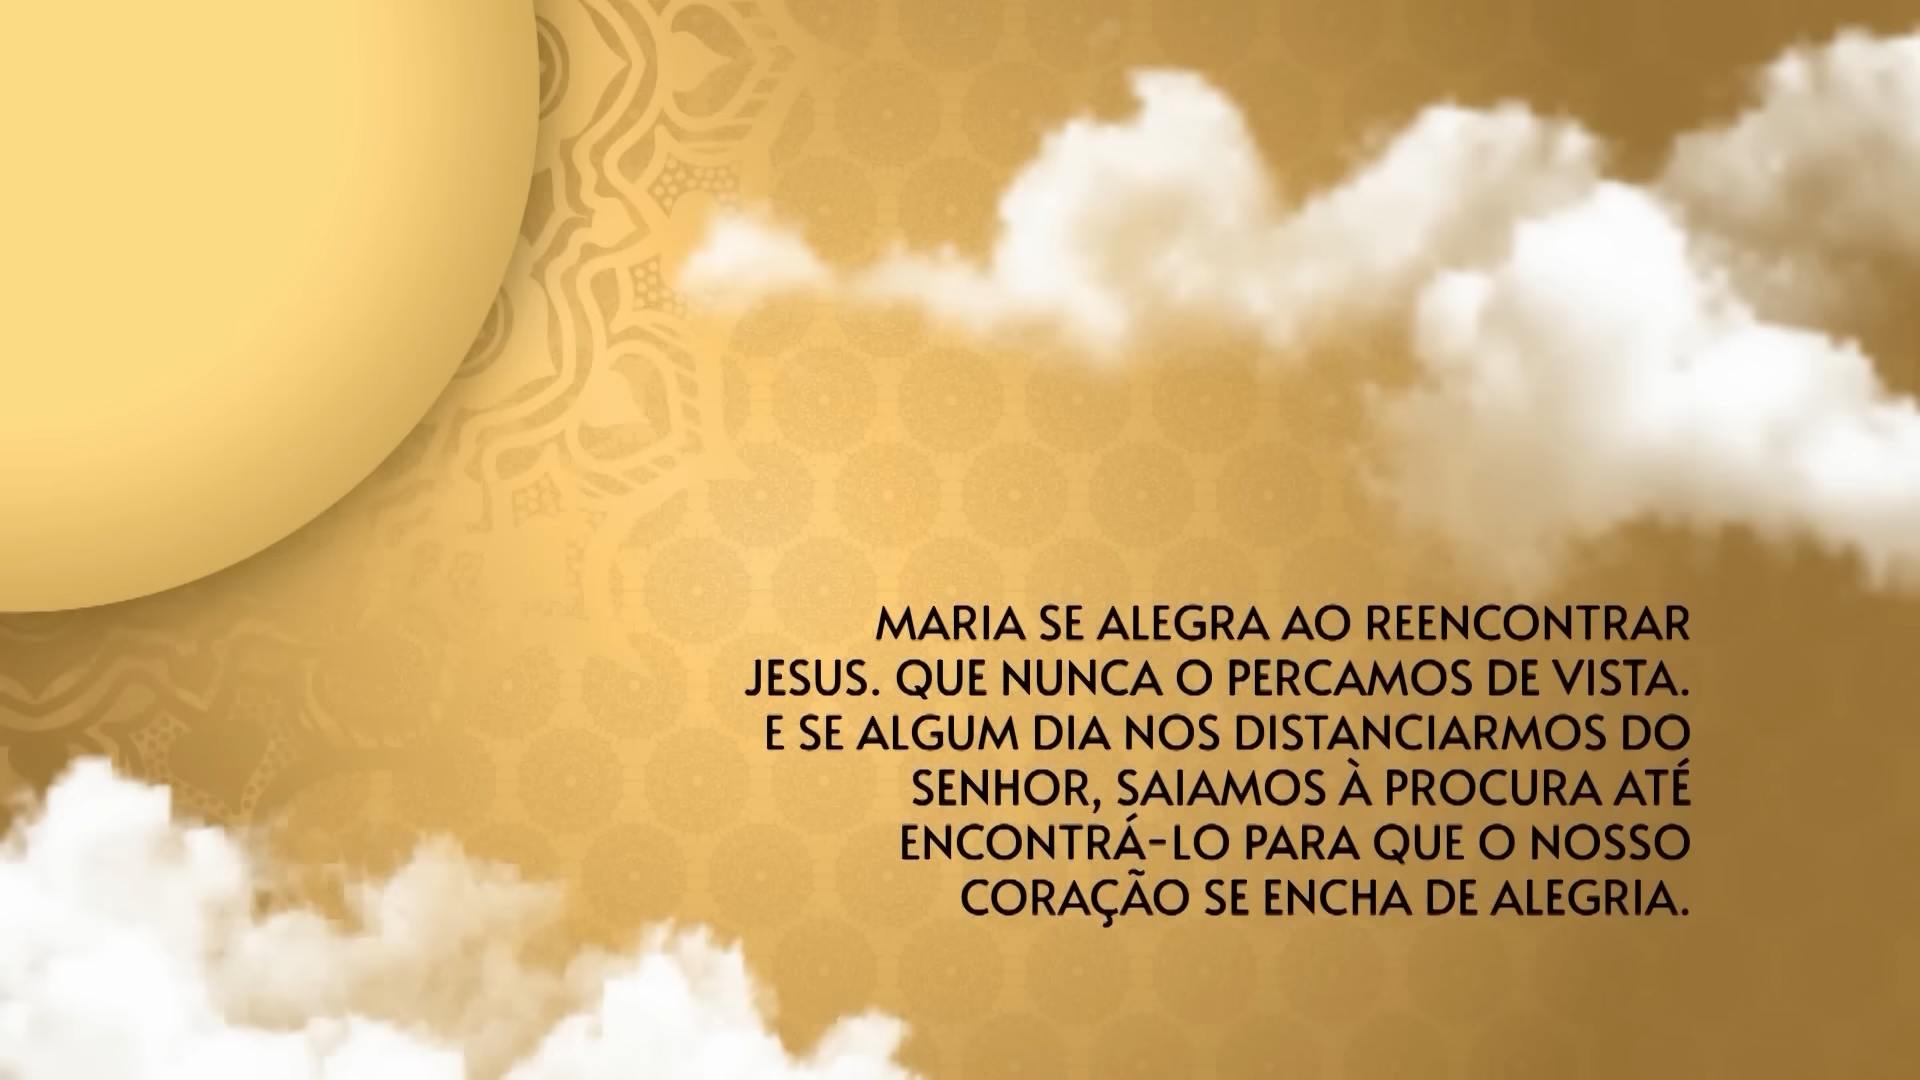 MARIA SE ALEGRA AO REENCONTRAR
JESUS. QUE NUNCA O PERCAMOS DE VISTA.
E SE ALGUM DIA NOS DISTANCIARMOS DO
SENHOR, SAIAMOS À PROCURA ATÉ
ENCONTRÁ-LO PARA QUE O NOSSO
CORAÇÃO SE ENCHA DE ALEGRIA.